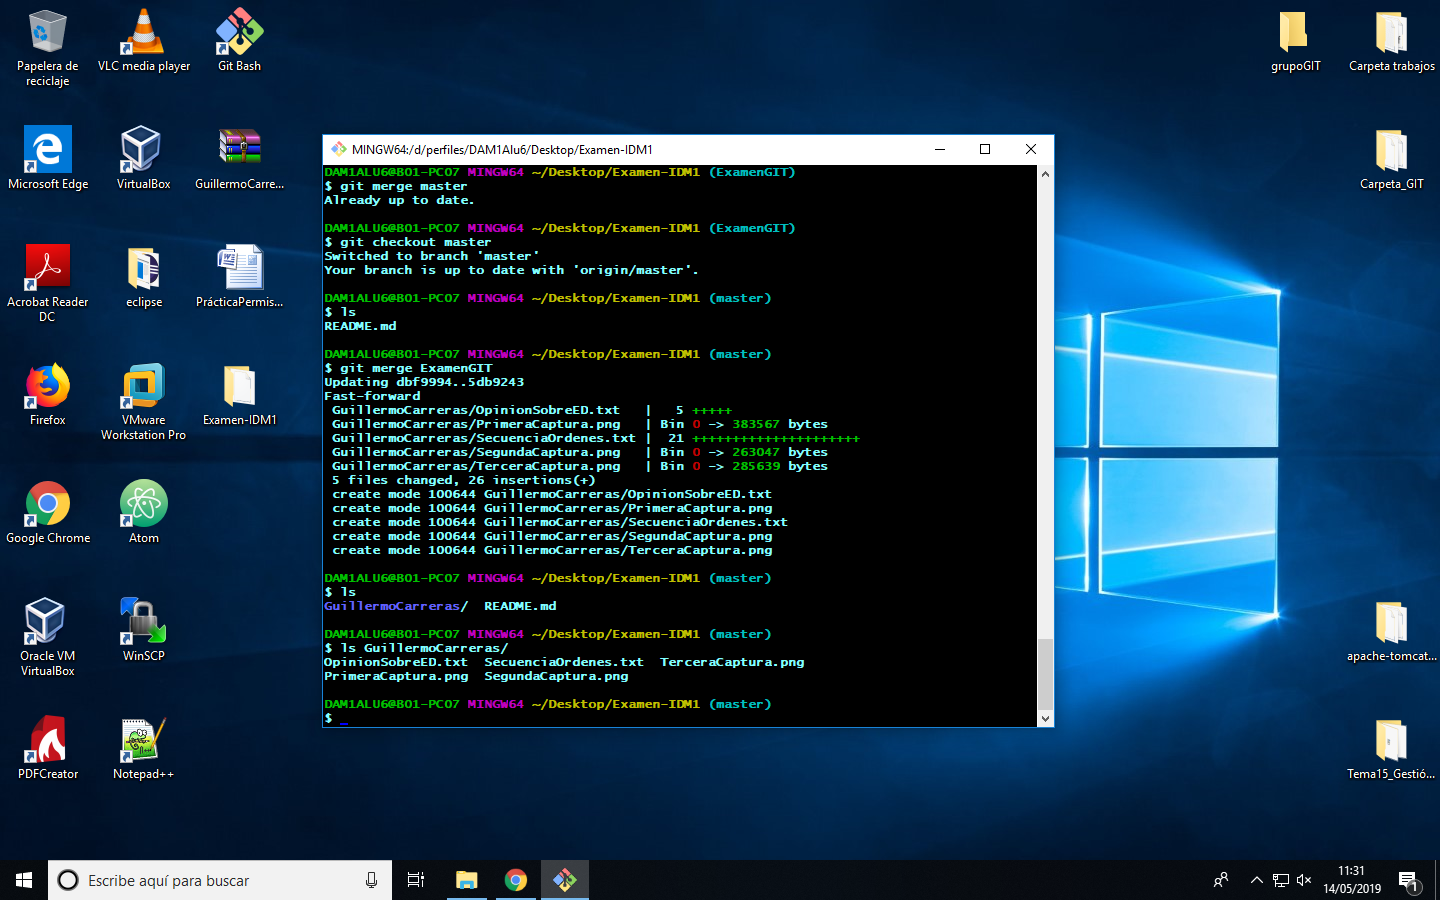 Papelera de
reciclaje
VLC media player
Git Bash
grupoGIT
Carpeta trabajos
Microsoft Edge
VirtualBox
GuillermoCarre...
Carpeta_GIT
Acrobat Reader
DC
eclipse
PrácticaPermis...
Firefox
VMware
Workstation Pro
Examen-IDM1
Google Chrome
Atom
Oracle VM
VirtualBox
WinSCP
apache-tomcat...
PDFCreator
Notepad++
Tema15_Gestió...
MINGW64:/d/perfiles/DAM1Alu6/Desktop/Examen-IDM1
DAM1ALU6@B01-PC07 MINGW64 ~/Desktop/Examen-IDM1 (ExamenGIT)
$ git merge master
Already up to date.
DAM1ALU6@B01-PC07 MINGW64 ~/Desktop/Examen-IDM1 (ExamenGIT)
$ git checkout master
Switched to branch 'master'
Your branch is up to date with 'origin/master'.
DAM1ALU6@B01-PC07 MINGW64 ~/Desktop/Examen-IDM1 (master)
$ ls
README.md
DAM1ALU6@B01-PC07 MINGW64 ~/Desktop/Examen-IDM1 (master)
$ git merge ExamenGIT
Updating dbf9994..5db9243
Fast-forward
GuillermoCarreras/OpinionSobreED.txt | 5 +++++
GuillermoCarreras/PrimeraCaptura.png | Bin 0 -> 383567 bytes
GuillermoCarreras/SecuenciaOrdenes.txt | 21 +++++++++++++++++++++
GuillermoCarreras/SegundaCaptura.png | Bin 0 -> 263047 bytes
GuillermoCarreras/TerceraCaptura.png | Bin 0 -> 285639 bytes
5 files changed, 26 insertions(+)
create mode 100644 GuillermoCarreras/OpinionSobreED.txt
create mode 100644 GuillermoCarreras/PrimeraCaptura.png
create mode 100644 GuillermoCarreras/SecuenciaOrdenes.txt
create mode 100644 GuillermoCarreras/SegundaCaptura.png
create mode 100644 GuillermoCarreras/TerceraCaptura.png
DAM1ALU6@B01-PC07 MINGW64 ~/Desktop/Examen-IDM1 (master)
$ ls
GuillermoCarreras/ README.md
DAM1ALU6@B01-PC07 MINGW64 ~/Desktop/Examen-IDM1 (master)
$ ls GuillermoCarreras/
OpinionSobreED.txt SecuenciaOrdenes.txt TerceraCaptura.png
PrimeraCaptura.png SegundaCaptura.png
DAM1ALU6@B01-PC07 MINGW64 ~/Desktop/Examen-IDM1 (master)
$
Escribe aquí para buscar
11:31
14/05/2019
1